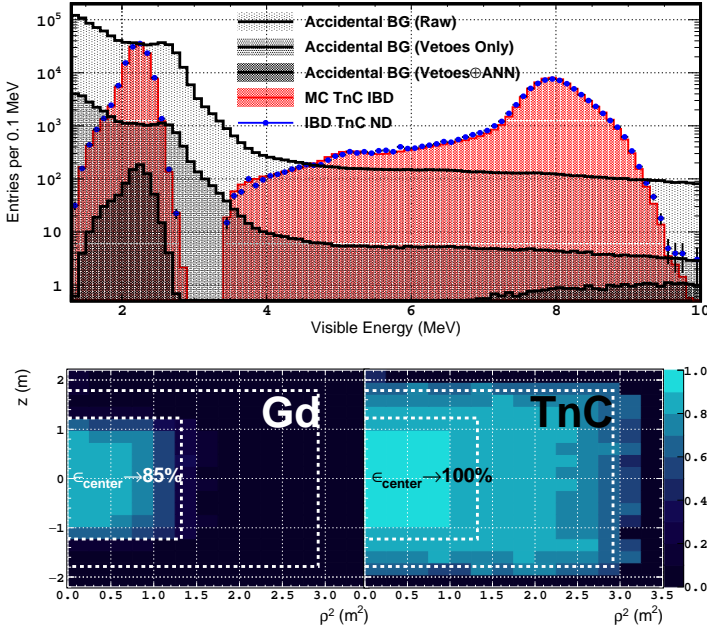 Entries per 0.1 MeV
10⁵
10⁴
10³
10²
10
1
Accidental BG (Raw)
Accidental BG (Vetoes Only)
Accidental BG (Vetoes⊕ANN)
MC TnC IBD
IBD TnC ND
2 4 6 8 10
Visible Energy (MeV)
z (m)
2
1
0
−1
−2
Gd
TnC
∈center→85%
∈center→100%
1.0
0.8
0.6
0.4
0.2
0.0
0.0 0.5 1.0 1.5 2.0 2.5 3.0 0.0 0.5 1.0 1.5 2.0 2.5 3.0 3.5
ρ² (m²) ρ² (m²)